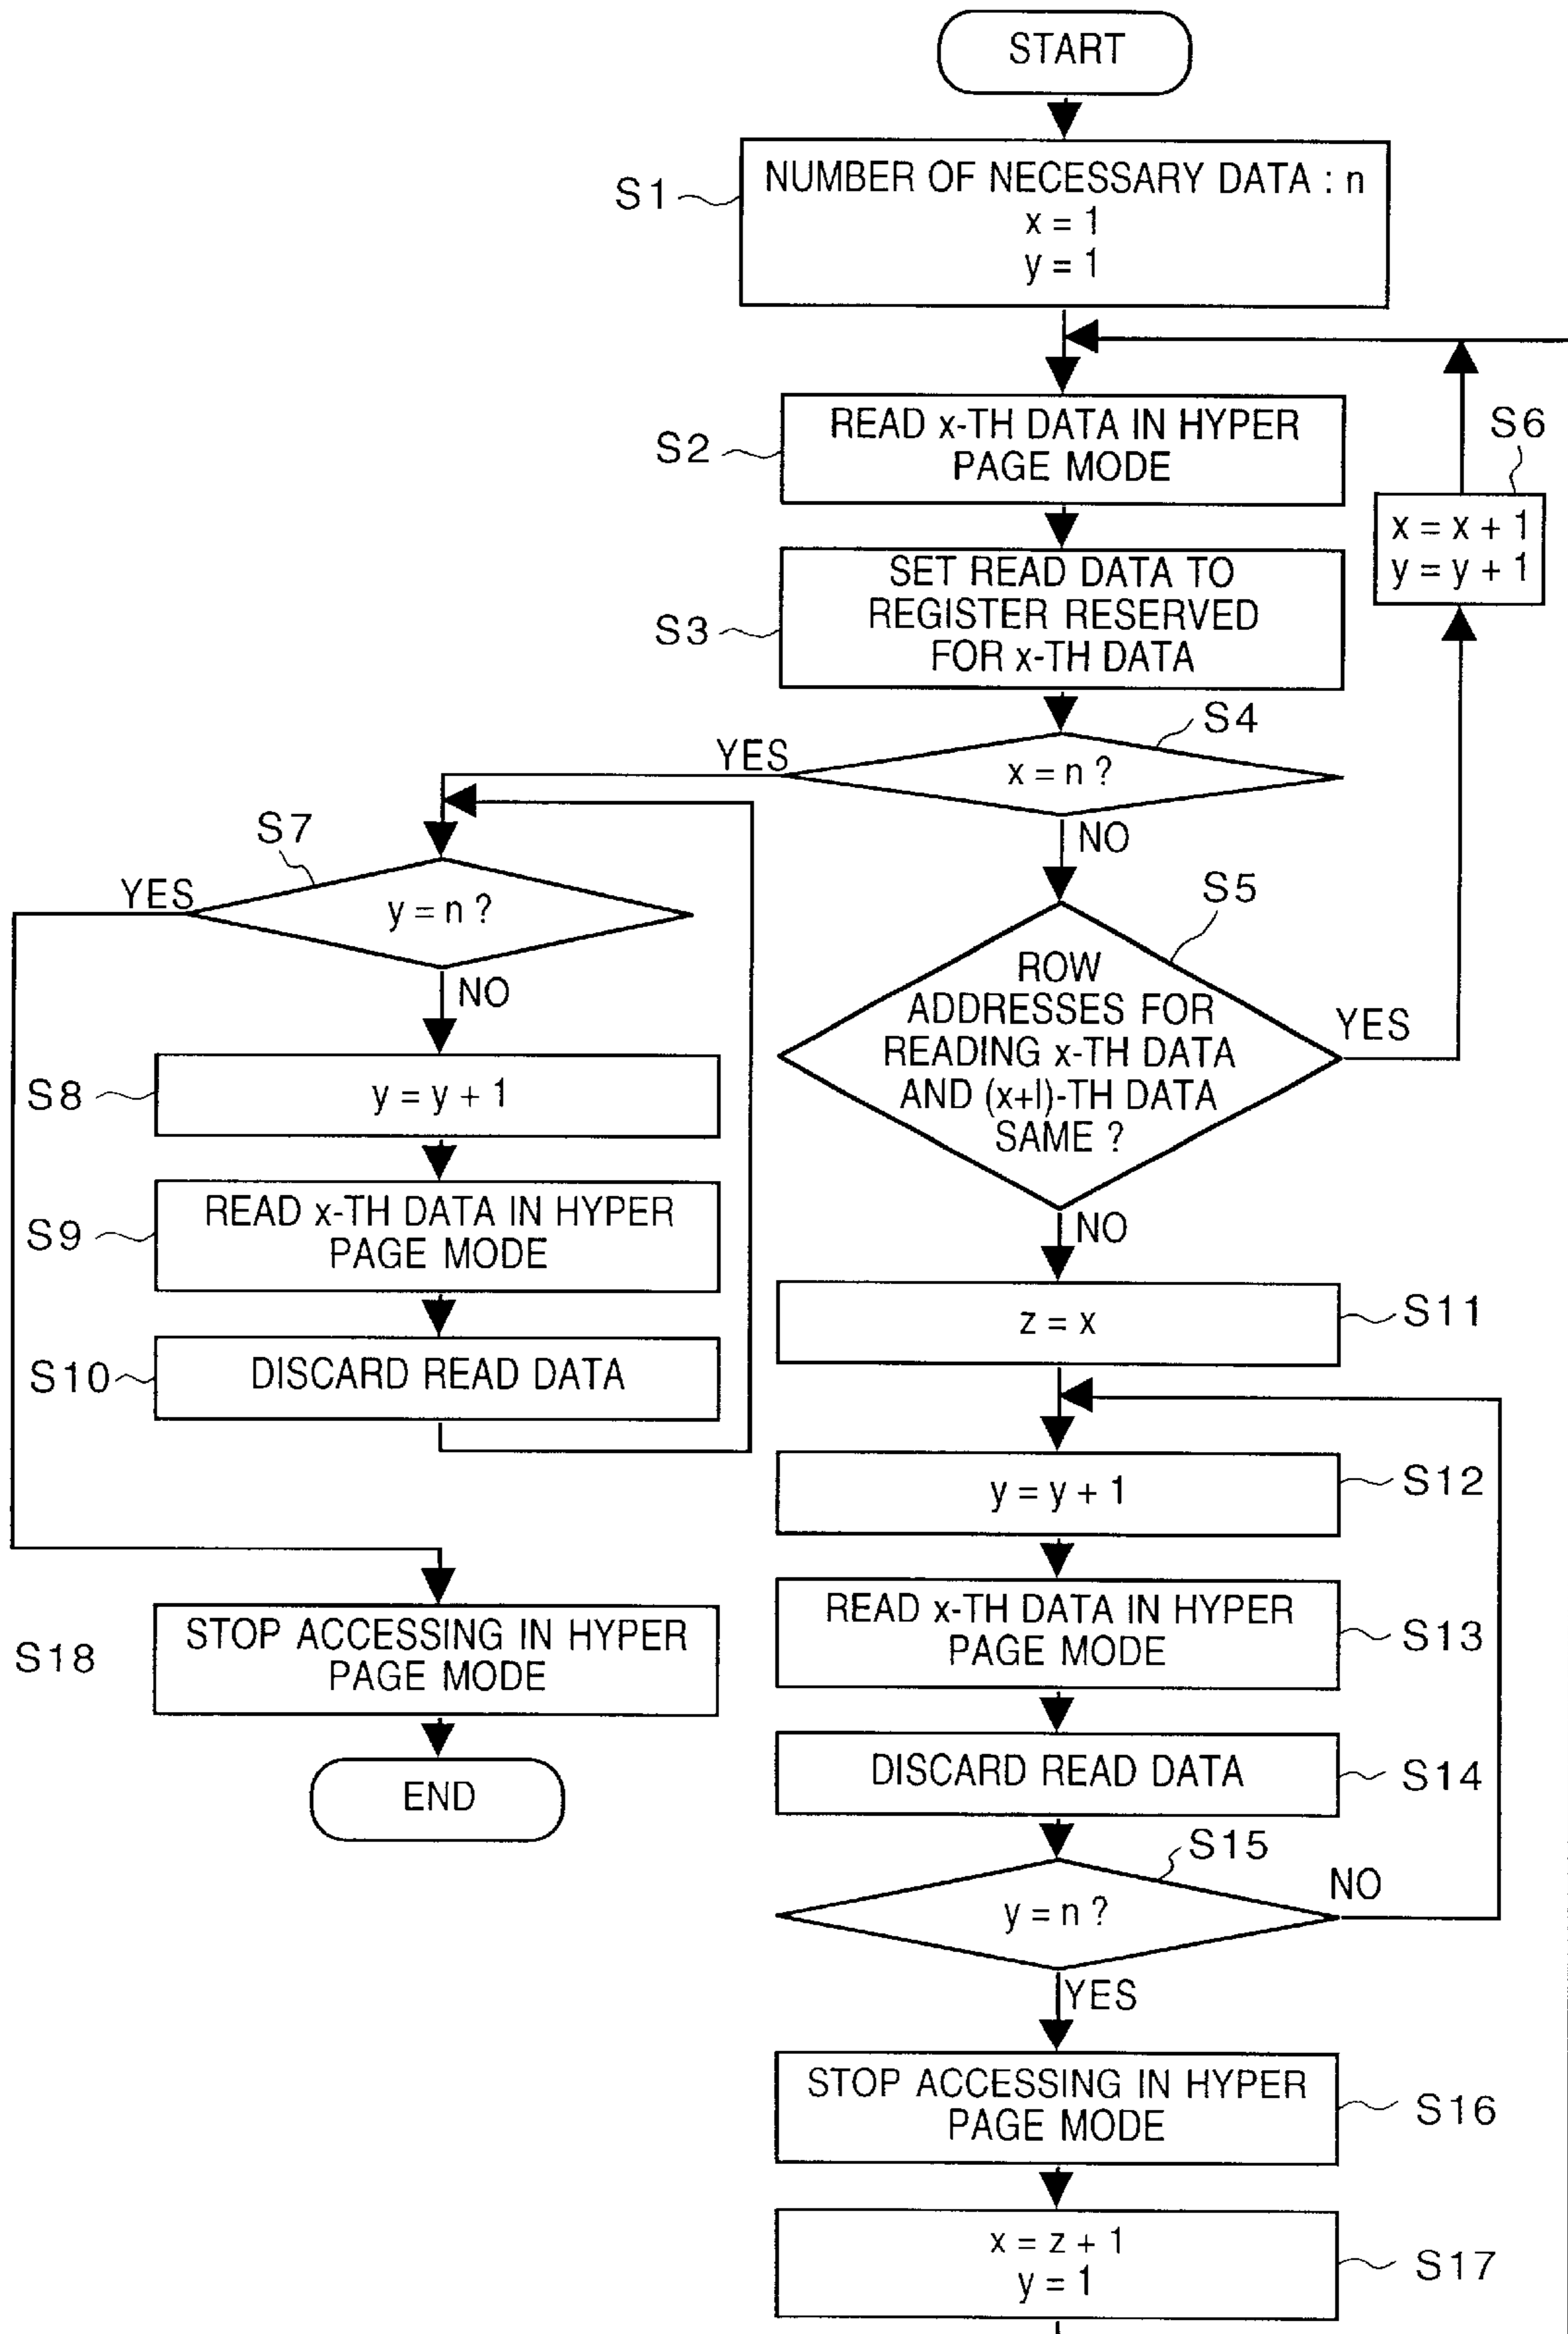 START
S1
NUMBER OF NECESSARY DATA : n
x = 1
y = 1
S2
READ x-TH DATA IN HYPER
PAGE MODE
S6
x = x + 1
y = y + 1
S3
SET READ DATA TO
REGISTER RESERVED
FOR x-TH DATA
S4
x = n ?
YES
NO
S7
y = n ?
YES
NO
S5
ROW
ADDRESSES FOR
READING x-TH DATA
AND (x+l)-TH DATA
SAME ?
YES
NO
S8
y = y + 1
S9
READ x-TH DATA IN HYPER
PAGE MODE
S10
DISCARD READ DATA
z = x
S11
y = y + 1
S12
READ x-TH DATA IN HYPER
PAGE MODE
S13
S18
STOP ACCESSING IN HYPER
PAGE MODE
END
DISCARD READ DATA
S14
S15
y = n ?
NO
YES
STOP ACCESSING IN HYPER
PAGE MODE
S16
x = z + 1
y = 1
S17